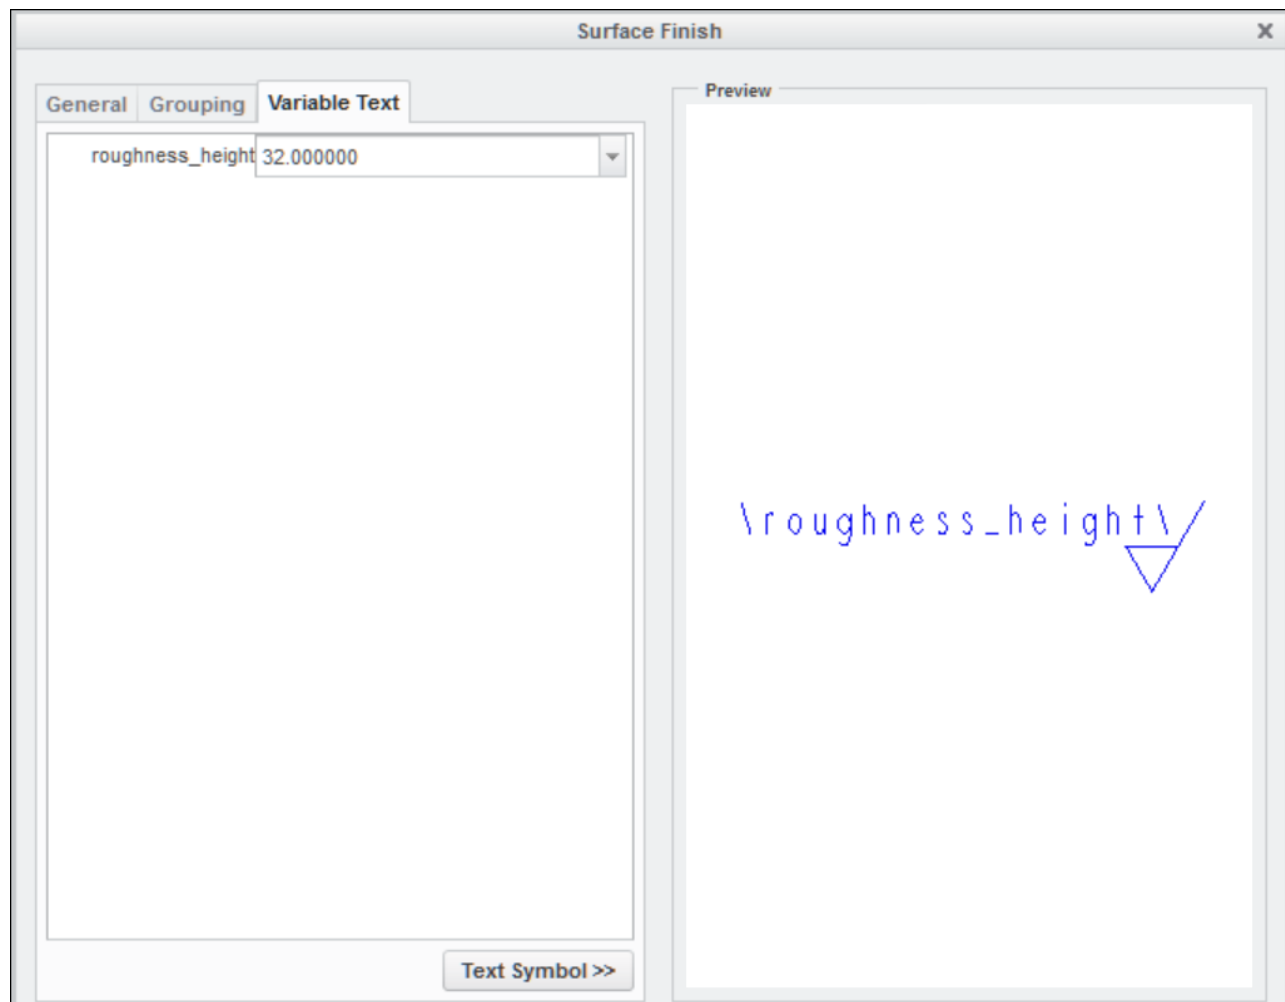 Surface Finish
General Grouping Variable Text
roughness_height 32.000000
Text Symbol >>
Preview
\roughness_height\